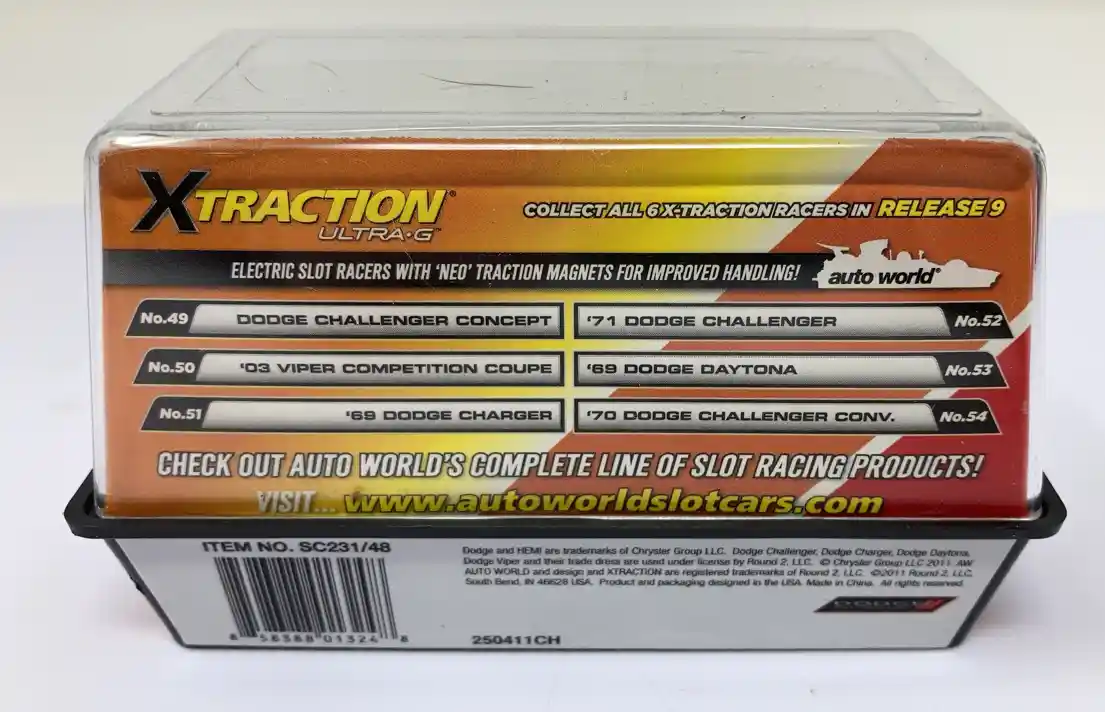 XTRACTION®
ULTRA·G™
COLLECT ALL 6 X-TRACTION RACERS IN RELEASE 9
ELECTRIC SLOT RACERS WITH 'NEO' TRACTION MAGNETS FOR IMPROVED HANDLING!
auto world®
No.49 DODGE CHALLENGER CONCEPT
'71 DODGE CHALLENGER No.52
No.50 '03 VIPER COMPETITION COUPE
'69 DODGE DAYTONA No.53
No.51 '69 DODGE CHARGER
'70 DODGE CHALLENGER CONV. No.54
CHECK OUT AUTO WORLD'S COMPLETE LINE OF SLOT RACING PRODUCTS!
VISIT... www.autoworldslotcars.com
ITEM NO. SC231/48
8 58388 01324 8
Dodge and HEMI are trademarks of Chrysler Group LLC. Dodge Challenger, Dodge Charger, Dodge Daytona,
Dodge Viper and their trade dress are used under license by Round 2, LLC. © Chrysler Group LLC 2011. AW
AUTO WORLD and design and XTRACTION are registered trademarks of Round 2, LLC. ©2011 Round 2, LLC,
South Bend, IN 46628 USA. Product and packaging designed in the USA. Made in China. All rights reserved.
DODGE
250411CH